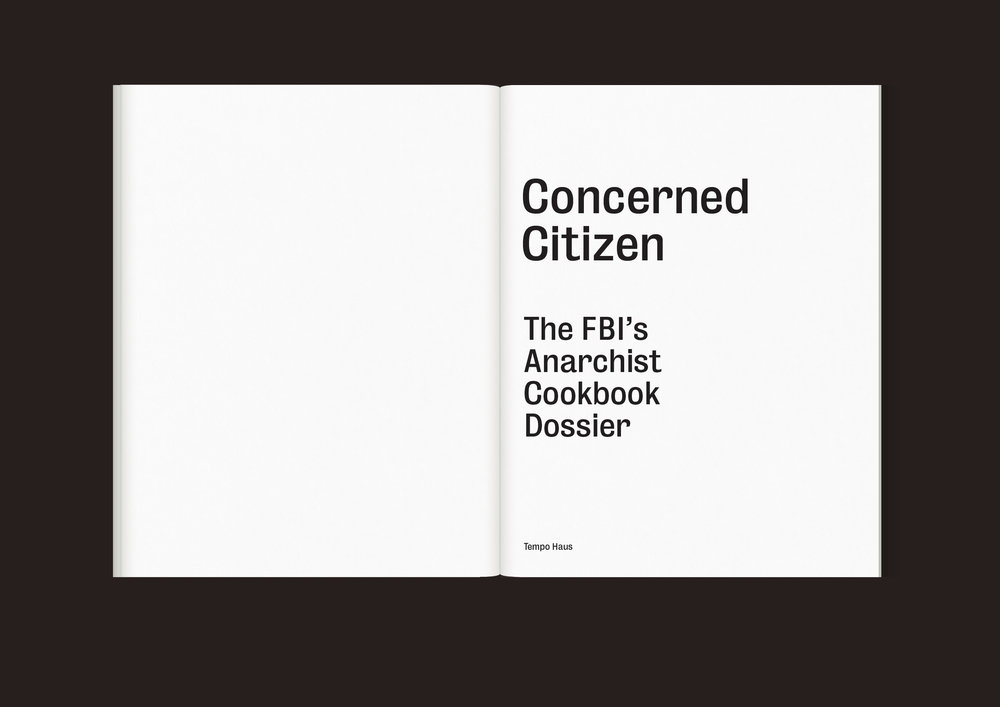 Concerned
Citizen
The FBI's
Anarchist
Cookbook
Dossier
Tempo Haus